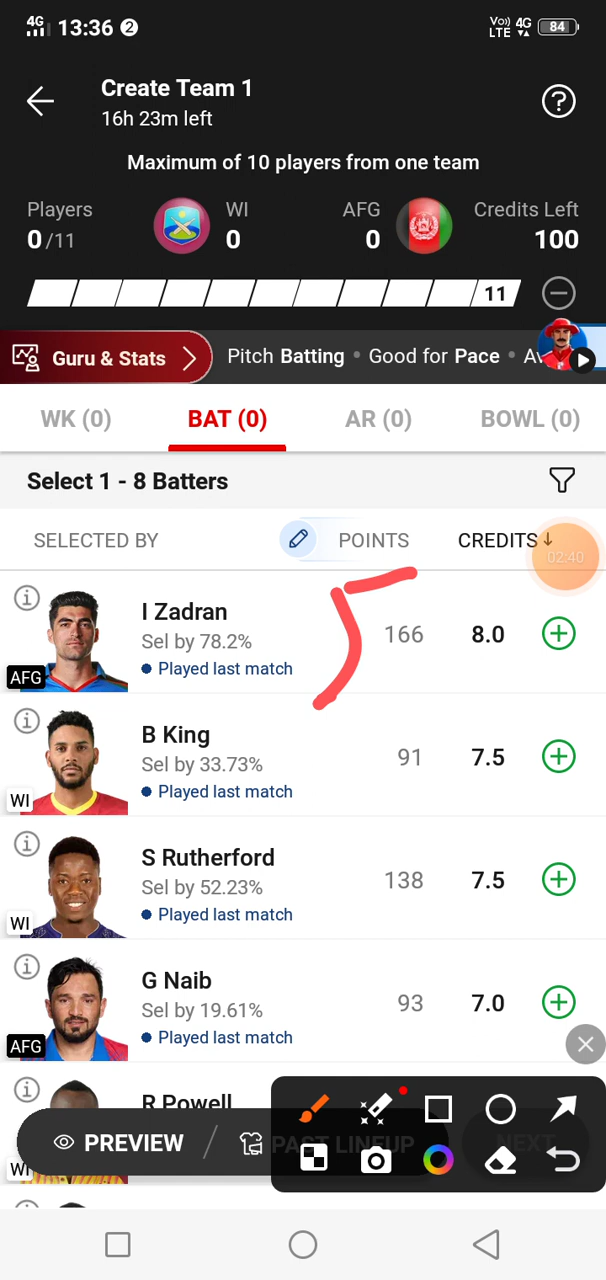 4G 13:36 2 Vo)) LTE 4G 84
Create Team 1
16h 23m left
?
Maximum of 10 players from one team
Players WI AFG Credits Left
0/11 0 0 100
11
Guru & Stats Pitch Batting • Good for Pace •
WK (0) BAT (0) AR (0) BOWL (0)
Select 1 - 8 Batters
SELECTED BY POINTS CREDITS↓
02:40
I Zadran
Sel by 78.2% 166 8.0
AFG Played last match
B King
Sel by 33.73% 91 7.5
WI Played last match
S Rutherford
Sel by 52.23% 138 7.5
WI Played last match
G Naib
Sel by 19.61% 93 7.0
AFG Played last match
R Powell
PREVIEW PAST LINEUP NEXT
WI